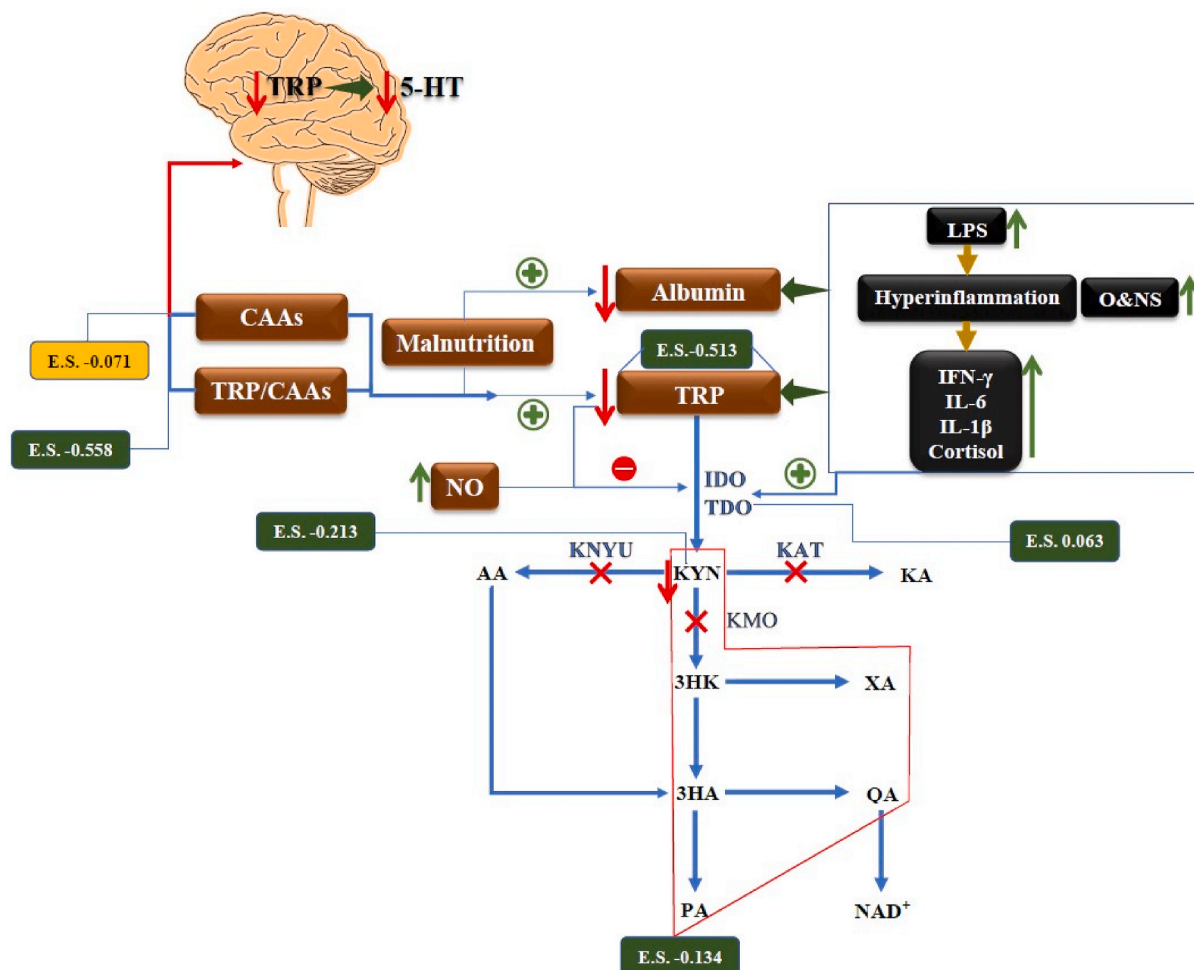 TRP
5-HT
LPS
Hyperinflammation
O&NS
Albumin
CAAs
Malnutrition
E.S. -0.071
E.S.-0.513
TRP/CAAs
TRP
IFN-γ
IL-6
IL-1β
Cortisol
E.S. -0.558
NO
IDO
TDO
E.S. -0.213
E.S. 0.063
KNYU
KAT
AA
KYN
KA
KMO
3HK
XA
3HA
QA
PA
NAD⁺
E.S. -0.134